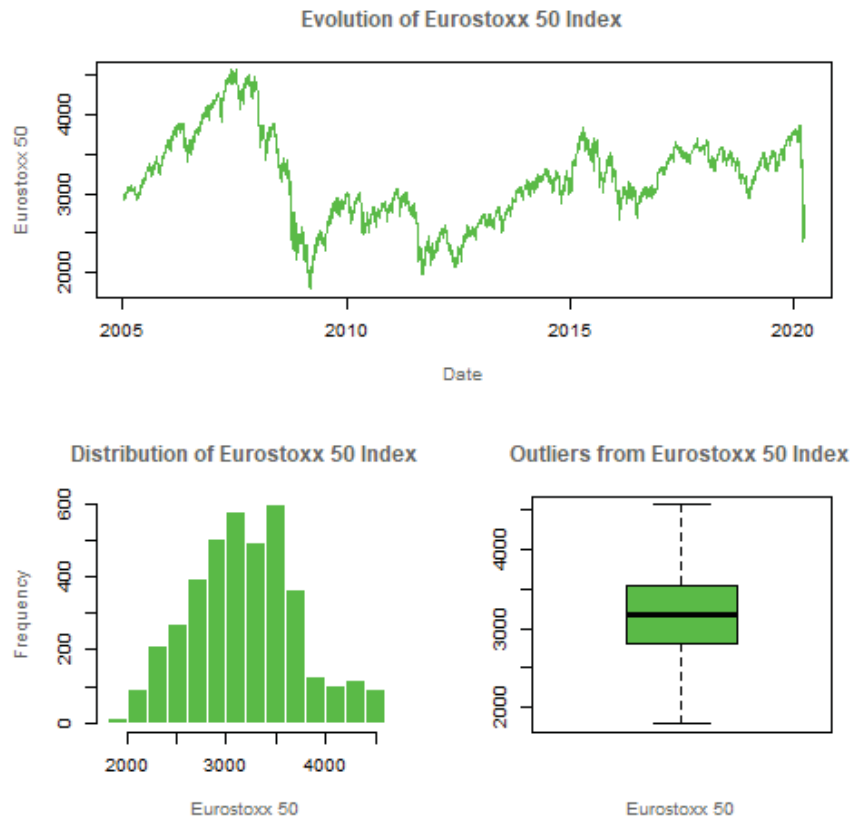 Evolution of Eurostoxx 50 Index
Eurostoxx 50
4000
3000
2000
2005 2010 2015 2020
Date
Distribution of Eurostoxx 50 Index
Frequency
600
400
200
0
2000 3000 4000
Eurostoxx 50
Outliers from Eurostoxx 50 Index
4000
3000
2000
Eurostoxx 50